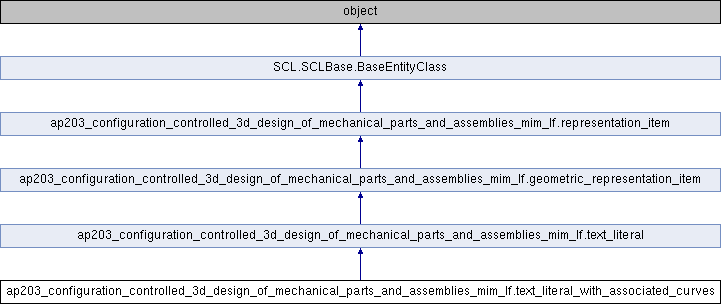 object
SCL.SCLBase.BaseEntityClass
ap203_configuration_controlled_3d_design_of_mechanical_parts_and_assemblies_mim_lf.representation_item
ap203_configuration_controlled_3d_design_of_mechanical_parts_and_assemblies_mim_lf.geometric_representation_item
ap203_configuration_controlled_3d_design_of_mechanical_parts_and_assemblies_mim_lf.text_literal
ap203_configuration_controlled_3d_design_of_mechanical_parts_and_assemblies_mim_lf.text_literal_with_associated_curves